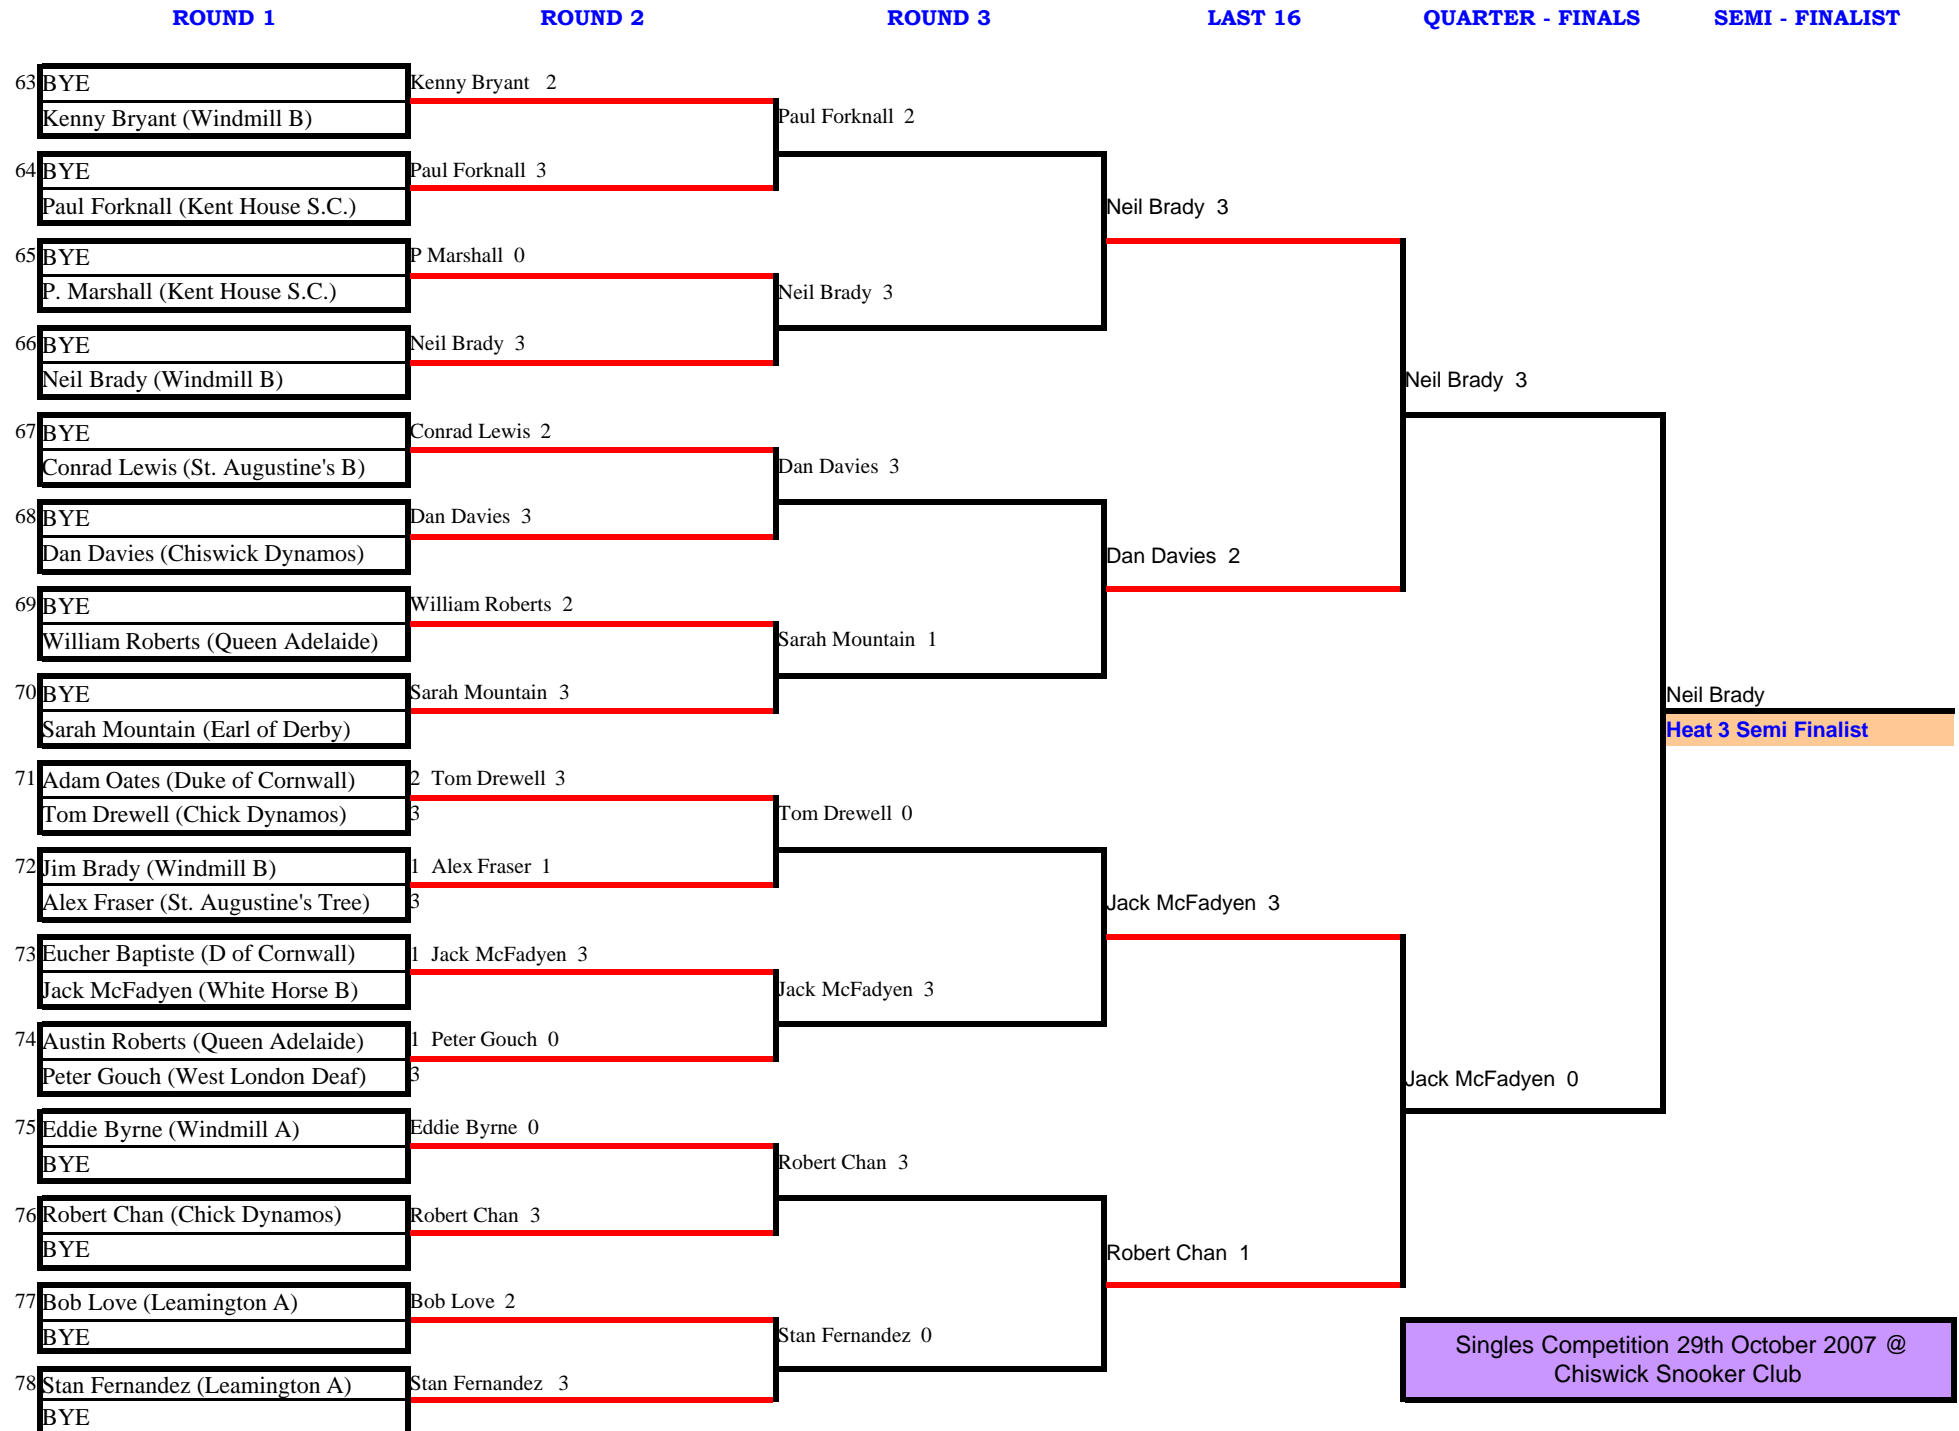 ROUND 1 ROUND 2 ROUND 3 LAST 16 QUARTER - FINALS SEMI - FINALIST
63 BYE Kenny Bryant 2
Kenny Bryant (Windmill B) Paul Forknall 2
64 BYE Paul Forknall 3
Paul Forknall (Kent House S.C.) Neil Brady 3
65 BYE P Marshall 0
P. Marshall (Kent House S.C.) Neil Brady 3
66 BYE Neil Brady 3
Neil Brady (Windmill B) Neil Brady 3
67 BYE Conrad Lewis 2
Conrad Lewis (St. Augustine's B) Dan Davies 3
68 BYE Dan Davies 3
Dan Davies (Chiswick Dynamos) Dan Davies 2
69 BYE William Roberts 2
William Roberts (Queen Adelaide) Sarah Mountain 1
70 BYE Sarah Mountain 3 Neil Brady
Sarah Mountain (Earl of Derby) Heat 3 Semi Finalist
71 Adam Oates (Duke of Cornwall) 2 Tom Drewell 3
Tom Drewell (Chick Dynamos) 3 Tom Drewell 0
72 Jim Brady (Windmill B) 1 Alex Fraser 1
Alex Fraser (St. Augustine's Tree) 3 Jack McFadyen 3
73 Eucher Baptiste (D of Cornwall) 1 Jack McFadyen 3
Jack McFadyen (White Horse B) Jack McFadyen 3
74 Austin Roberts (Queen Adelaide) 1 Peter Gouch 0
Peter Gouch (West London Deaf) 3 Jack McFadyen 0
75 Eddie Byrne (Windmill A) Eddie Byrne 0
BYE Robert Chan 3
76 Robert Chan (Chick Dynamos) Robert Chan 3
BYE Robert Chan 1
77 Bob Love (Leamington A) Bob Love 2
BYE Stan Fernandez 0
Singles Competition 29th October 2007 @
Chiswick Snooker Club
78 Stan Fernandez (Leamington A) Stan Fernandez 3
BYE